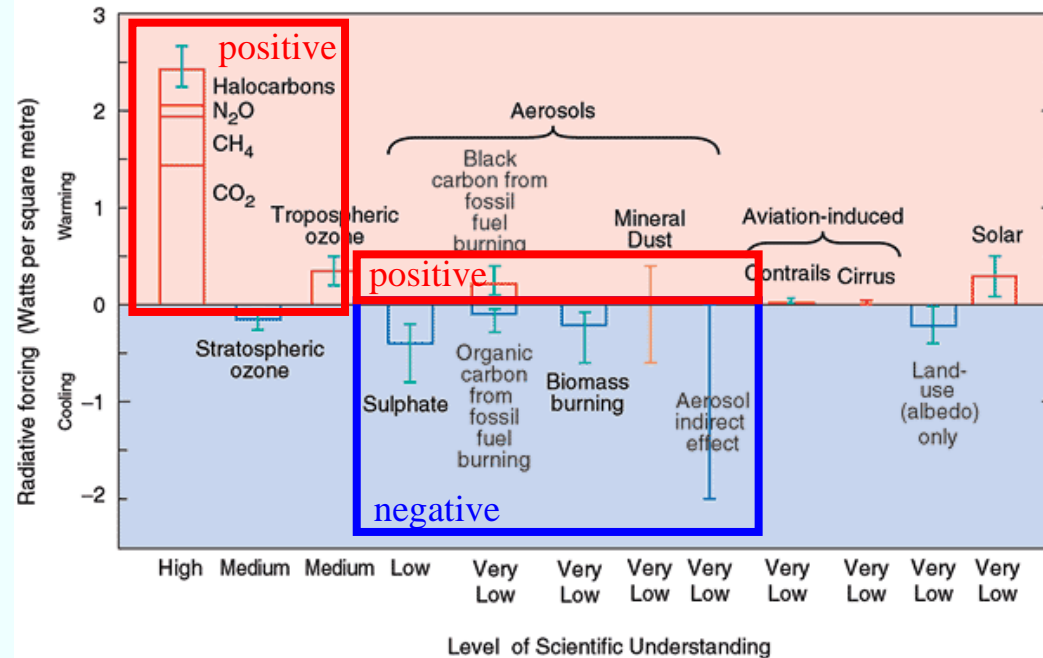 3
2
1
0
−1
−2
Radiative forcing (Watts per square metre)
Warming
Cooling
positive
Halocarbons
N₂O
CH₄
CO₂
Tropospheric
ozone
Stratospheric
ozone
Aerosols
Black
carbon from
fossil
fuel
burning
Mineral
Dust
positive
Sulphate
Organic
carbon
from
fossil
fuel
burning
Biomass
burning
Aerosol
indirect
effect
negative
Aviation-induced
Contrails Cirrus
Land-
use
(albedo)
only
Solar
High Medium Medium Low Very Low Very Low Very Low Very Low Very Low Very Low Very Low Very Low
Level of Scientific Understanding